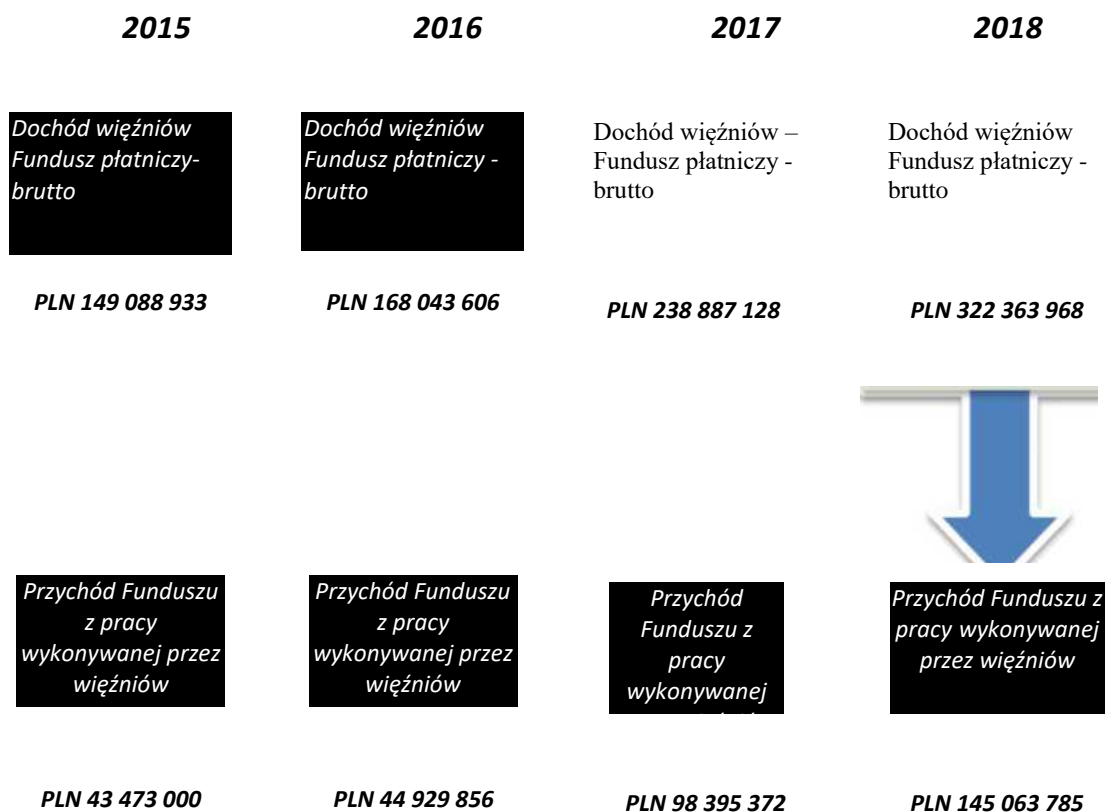 2015
2016
2017
2018
Dochód więźniów
Fundusz płatniczy-
brutto
Dochód więźniów
Fundusz płatniczy -
brutto
Dochód więźniów –
Fundusz płatniczy -
brutto
Dochód więźniów
Fundusz płatniczy -
brutto
PLN 149 088 933
PLN 168 043 606
PLN 238 887 128
PLN 322 363 968
Przychód Funduszu
z pracy
wykonywanej przez
więźniów
Przychód Funduszu
z pracy
wykonywanej przez
więźniów
Przychód
Funduszu z
pracy
wykonywanej
Przychód Funduszu z
pracy wykonywanej
przez więźniów
PLN 43 473 000
PLN 44 929 856
PLN 98 395 372
PLN 145 063 785